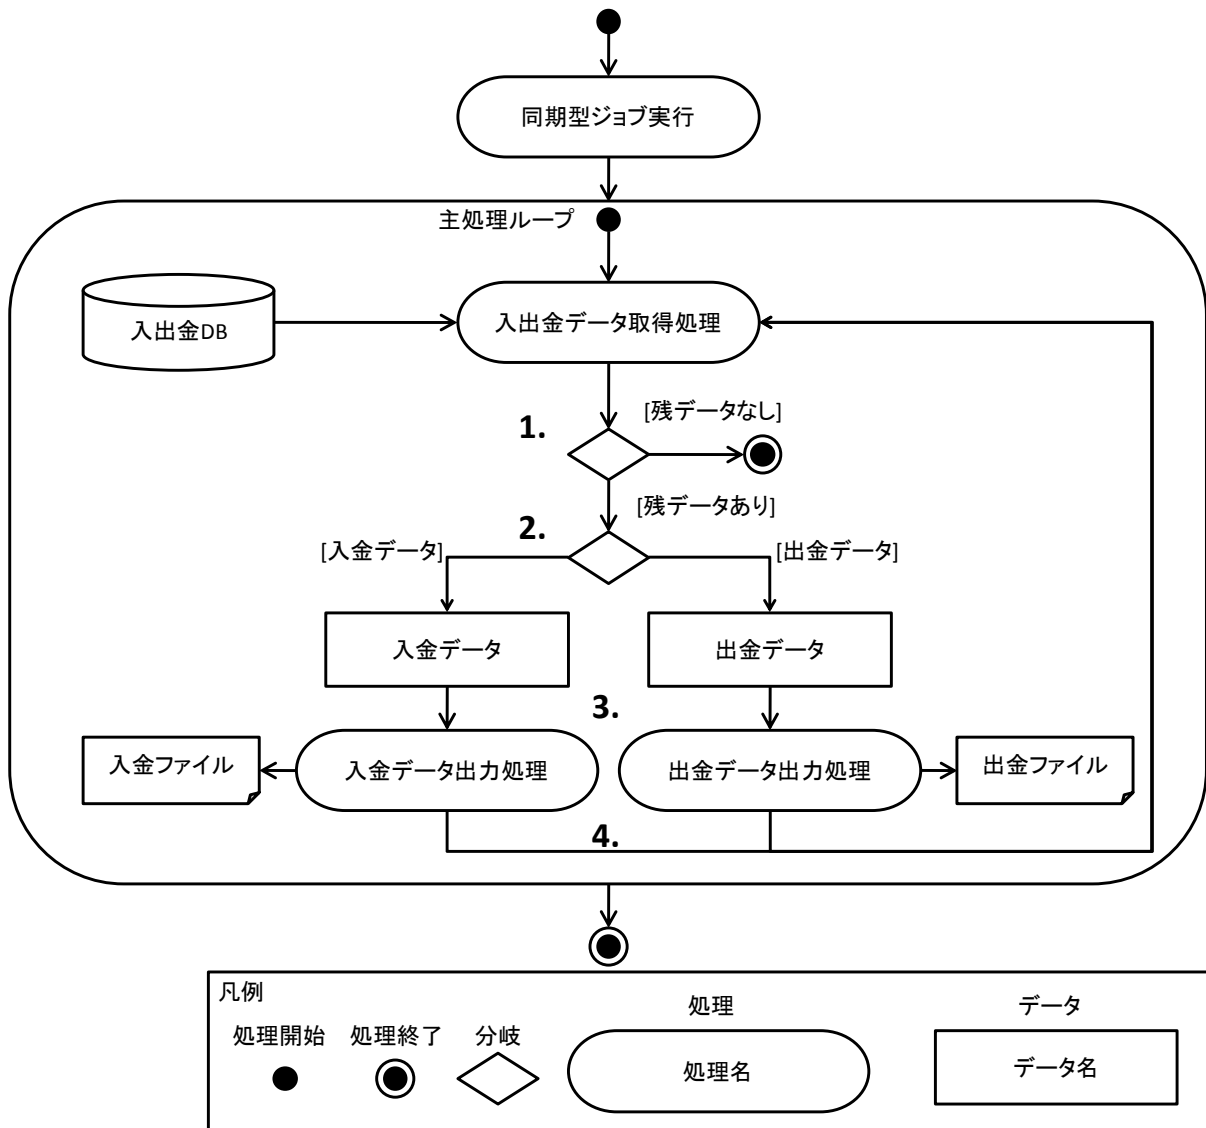 同期型ジョブ実行
主処理ループ
入出金DB
入出金データ取得処理
[残データなし]
1.
[残データあり]
2.
[入金データ]
[出金データ]
入金データ
出金データ
3.
入金ファイル
入金データ出力処理
出金データ出力処理
出金ファイル
4.
凡例
処理
データ
処理開始
処理終了
分岐
処理名
データ名